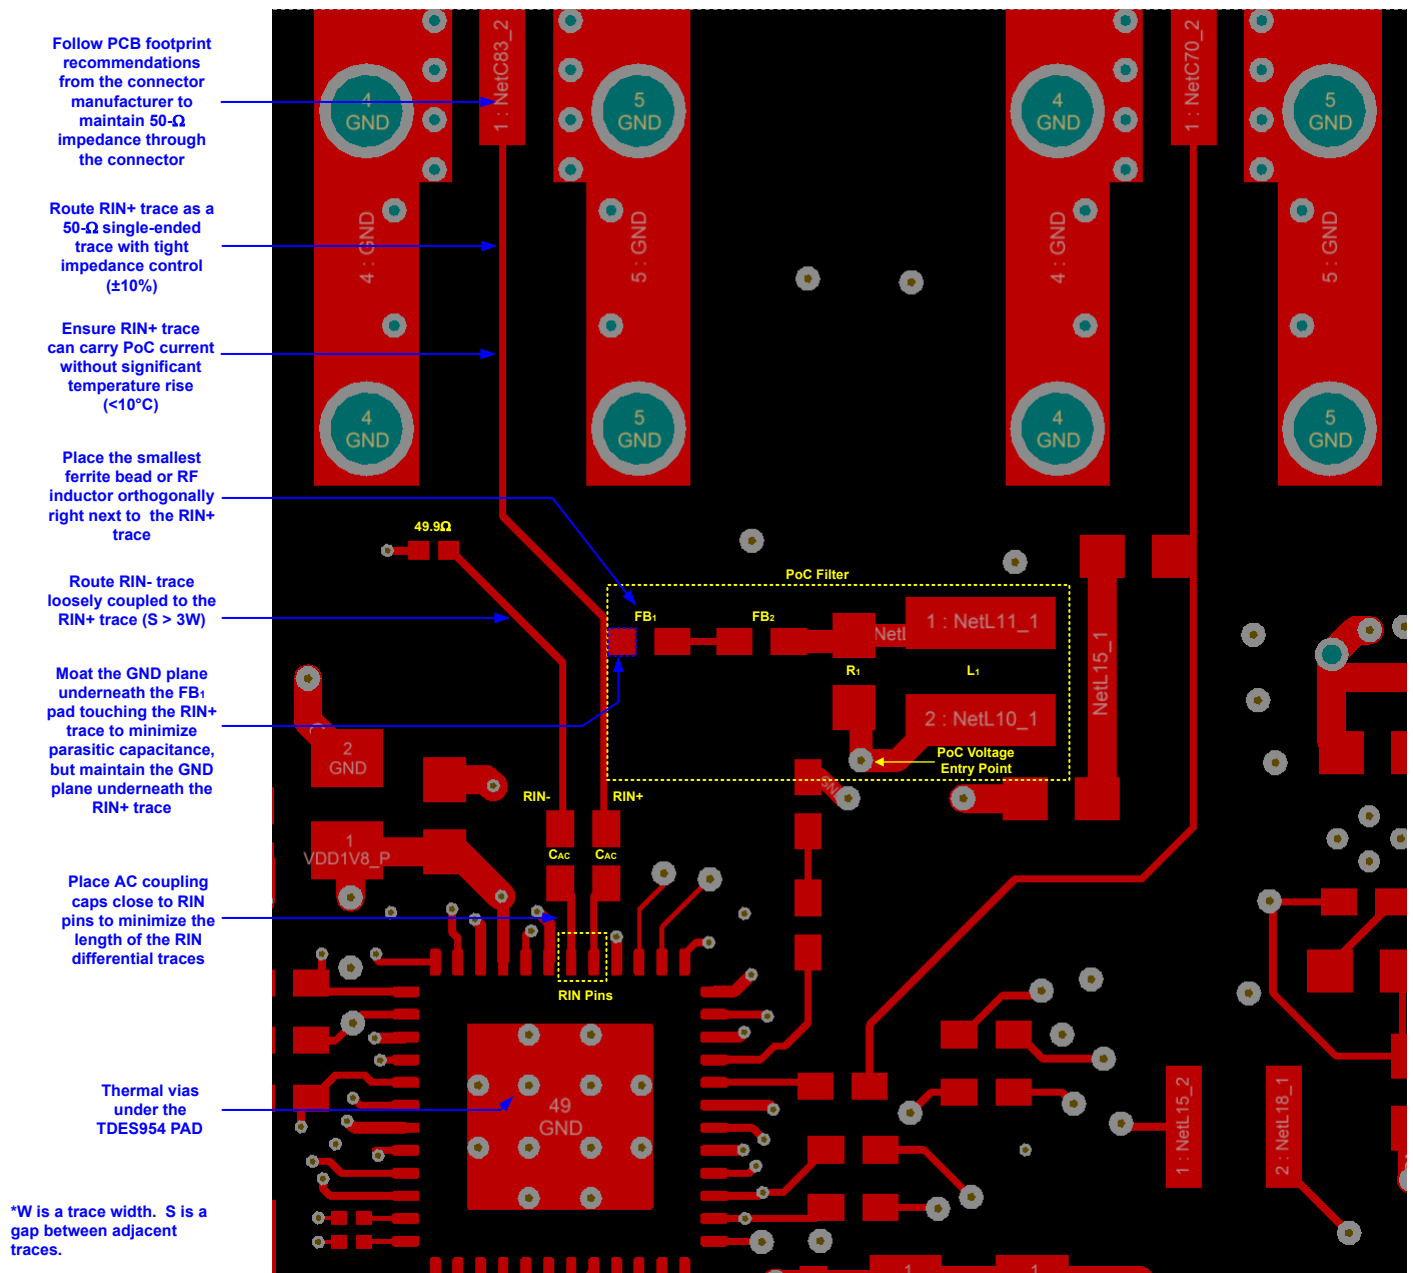 Follow PCB footprint
recommendations
from the connector
manufacturer to
maintain 50-Ω
impedance through
the connector
Route RIN+ trace as a
50-Ω single-ended
trace with tight
impedance control
(±10%)
Ensure RIN+ trace
can carry PoC current
without significant
temperature rise
(<10°C)
Place the smallest
ferrite bead or RF
inductor orthogonally
right next to the RIN+
trace
Route RIN- trace
loosely coupled to the
RIN+ trace (S > 3W)
Moat the GND plane
underneath the FB1
pad touching the RIN+
trace to minimize
parasitic capacitance,
but maintain the GND
plane underneath the
RIN+ trace
Place AC coupling
caps close to RIN
pins to minimize the
length of the RIN
differential traces
Thermal vias
under the
TDES954 PAD
*W is a trace width. S is a
gap between adjacent
traces.
1 : NetC83_2
1 : NetC70_2
4
GND
5
GND
4
GND
5
GND
4 : GND
5 : GND
4 : GND
5 : GND
4
GND
5
GND
4
GND
5
GND
49.9Ω
PoC Filter
FB1
FB2
NetL
1 : NetL11_1
R1
L1
NetL15_1
2 : NetL10_1
PoC Voltage
Entry Point
2
GND
RIN-
RIN+
1
VDD1V8_P
CAC
CAC
RIN Pins
49
GND
1 : NetL15_2
2 : NetL18_1
1
1